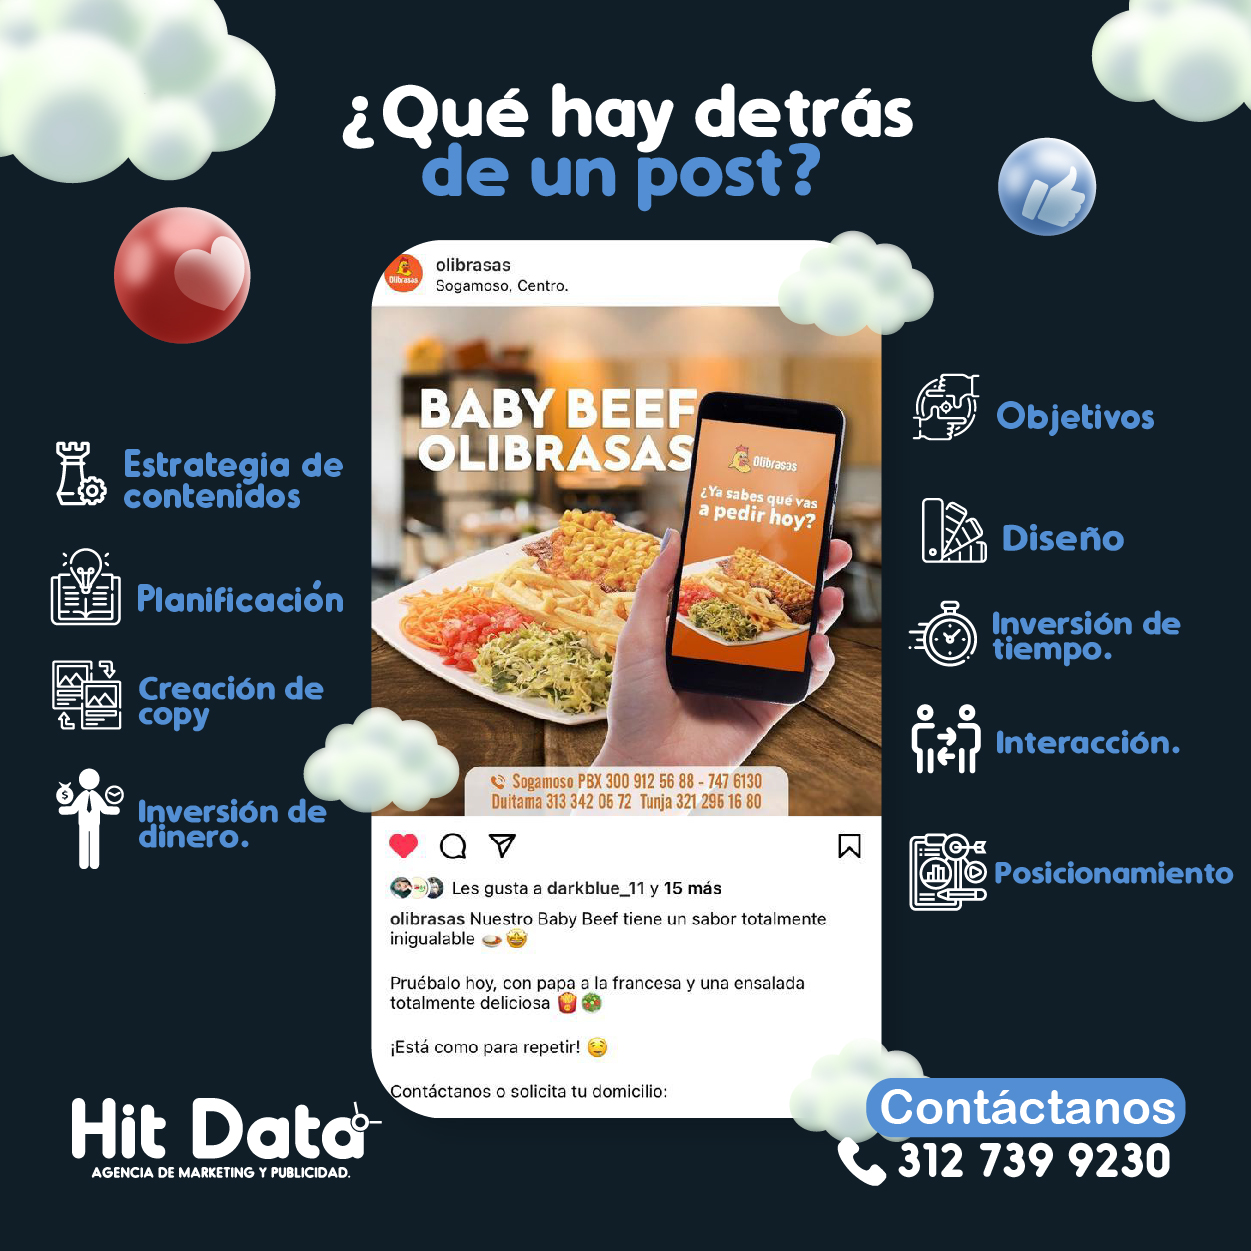 ¿Qué hay detrás
de un post?
olibrasas
Sogamoso, Centro.
Olibrasas
BABY BEEF
OLIBRASAS
Olibrasas
¿Ya sabes qué vas
a pedir hoy?
Sogamoso PBX 300 912 56 88 - 747 6130
Duitama 313 342 05 72 Tunja 321 295 16 80
Les gusta a darkblue_11 y 15 más
olibrasas Nuestro Baby Beef tiene un sabor totalmente
inigualable 🍛 🤩
Pruébalo hoy, con papa a la francesa y una ensalada
totalmente deliciosa 🍟 🥗
¡Está como para repetir! 🤤
Contáctanos o solicita tu domicilio:
Estrategia de
contenidos
Planificación
Creación de
copy
Inversión de
dinero.
Objetivos
Diseño
Inversión de
tiempo.
Interacción.
Posicionamiento
Hit Data
AGENCIA DE MARKETING Y PUBLICIDAD.
Contáctanos
312 739 9230